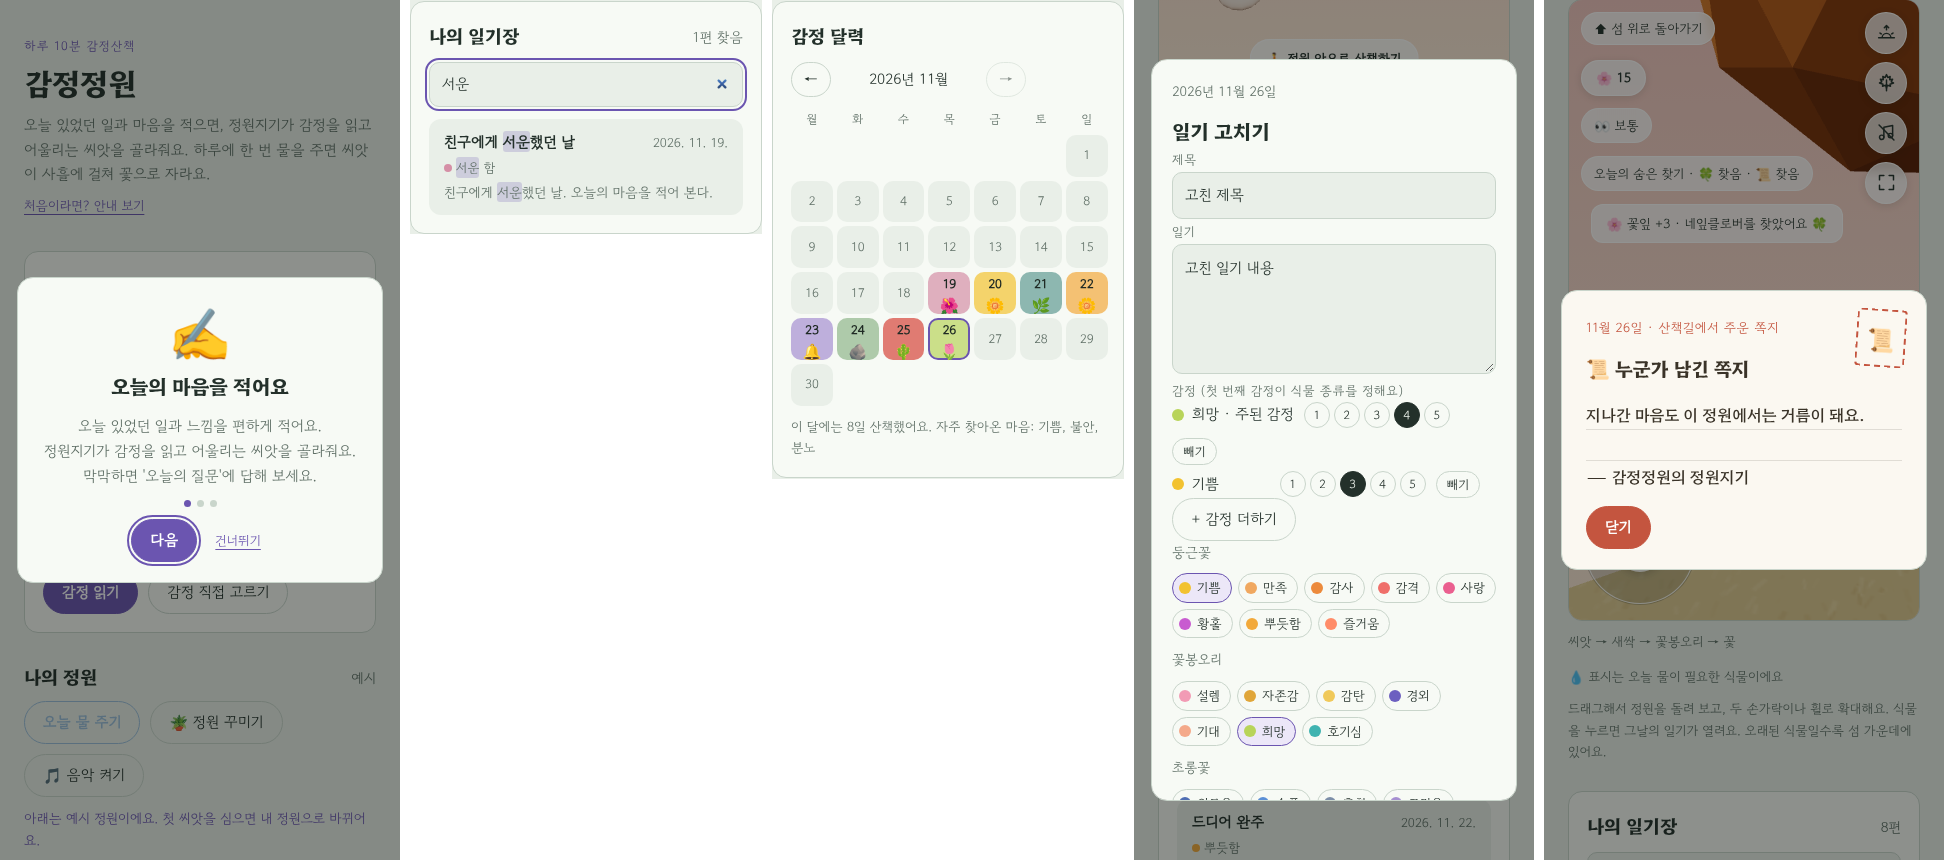 하루 10분 감정산책
감정정원
오늘 있었던 일과 마음을 적으면, 정원지기가 감정을 읽고
어울리는 씨앗을 골라줘요. 하루에 한 번 물을 주면 씨앗
이 사흘에 걸쳐 꽃으로 자라요.
처음이라면? 안내 보기
오늘의 마음을 적어요
오늘 있었던 일과 느낌을 편하게 적어요.
정원지기가 감정을 읽고 어울리는 씨앗을 골라줘요.
막막하면 '오늘의 질문'에 답해 보세요.
다음 건너뛰기
감정 읽기 감정 직접 고르기
나의 정원 예시
오늘 물 주기 정원 꾸미기
음악 켜기
아래는 예시 정원이에요. 첫 씨앗을 심으면 내 정원으로 바뀌어
요.
나의 일기장 1편 찾음
서운
친구에게 서운했던 날 2026. 11. 19.
서운 함
친구에게 서운했던 날. 오늘의 마음을 적어 본다.
감정 달력
← 2026년 11월 →
월 화 수 목 금 토 일
1
2 3 4 5 6 7 8
9 10 11 12 13 14 15
16 17 18 19 20 21 22
23 24 25 26 27 28 29
30
이 달에는 8일 산책했어요. 자주 찾아온 마음: 기쁨, 불안,
분노
정원 안으로 산책하기
2026년 11월 26일
일기 고치기
제목
고친 제목
일기
고친 일기 내용
감정 (첫 번째 감정이 식물 종류를 정해요)
희망 · 주된 감정 1 2 3 4 5
빼기
기쁨 1 2 3 4 5 빼기
+ 감정 더하기
둥근꽃
기쁨 만족 감사 감격 사랑
황홀 뿌듯함 즐거움
꽃봉오리
설렘 자존감 감탄 경외
기대 희망 호기심
초롱꽃
드디어 완주 2026. 11. 22.
뿌듯함
섬 위로 돌아가기
15
보통
오늘의 숨은 찾기 · 찾음 · 찾음
꽃잎 +3 · 네잎클로버를 찾았어요
11월 26일 · 산책길에서 주운 쪽지
누군가 남긴 쪽지
지나간 마음도 이 정원에서는 거름이 돼요.
— 감정정원의 정원지기
닫기
씨앗 → 새싹 → 꽃봉오리 → 꽃
표시는 오늘 물이 필요한 식물이에요
드래그해서 정원을 돌려 보고, 두 손가락이나 휠로 확대해요. 식물
을 누르면 그날의 일기가 열려요. 오래된 식물일수록 섬 가운데에
있어요.
나의 일기장 8편